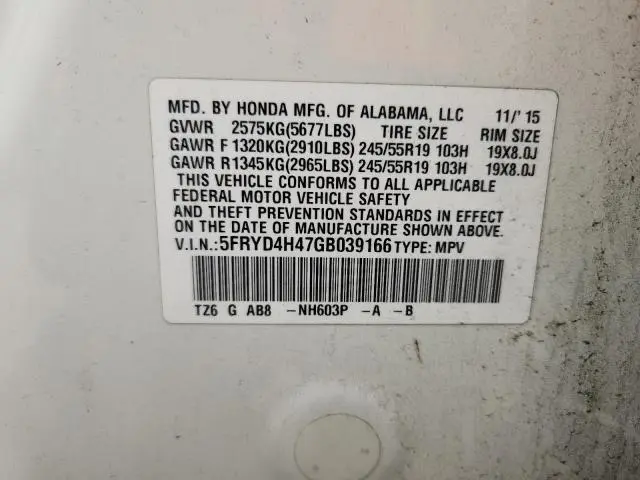 MFD. BY HONDA MFG. OF ALABAMA, LLC 11/'15
GVWR 2575KG(5677LBS) TIRE SIZE RIM SIZE
GAWR F 1320KG(2910LBS) 245/55R19 103H 19X8.0J
GAWR R 1345KG(2965LBS) 245/55R19 103H 19X8.0J
THIS VEHICLE CONFORMS TO ALL APPLICABLE
FEDERAL MOTOR VEHICLE SAFETY
AND THEFT PREVENTION STANDARDS IN EFFECT
ON THE DATE OF MANUFACTURE SHOWN ABOVE.
V.I.N.: 5FRYD4H47GB039166 TYPE: MPV
TZ6 G AB8 -NH603P -A -B